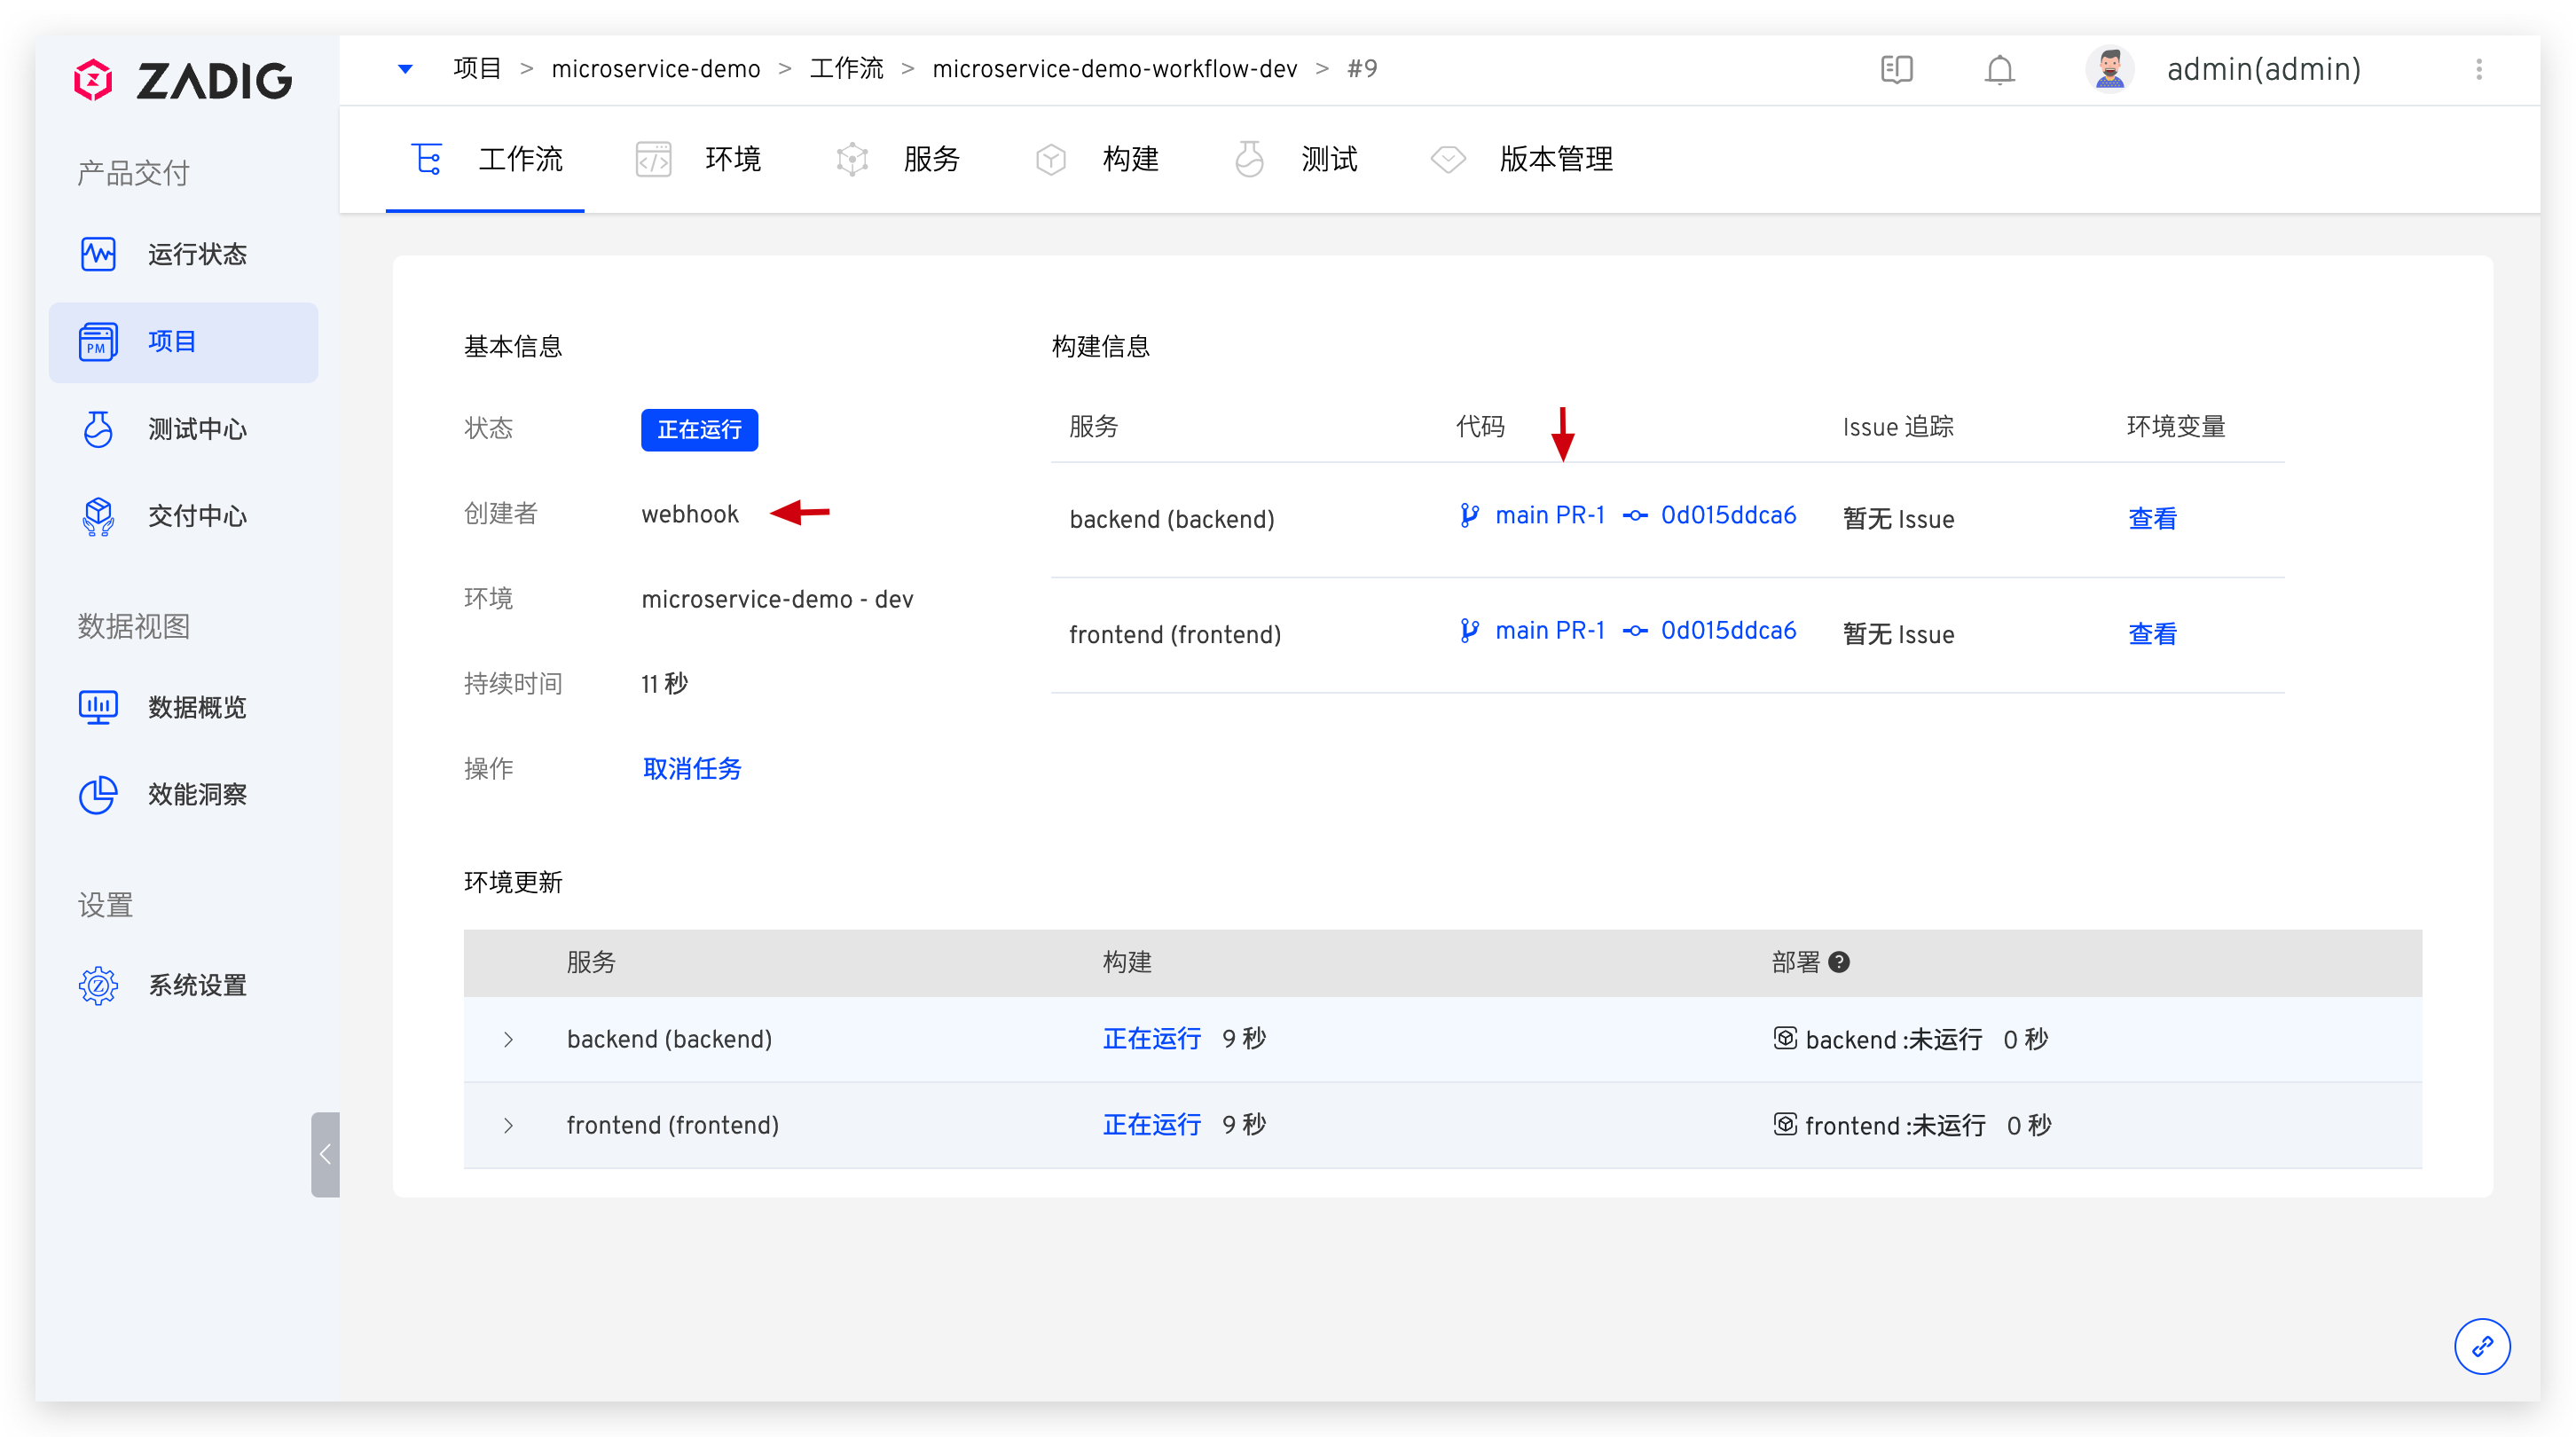 ZADIG
项目 > microservice-demo > 工作流 > microservice-demo-workflow-dev > #9
admin(admin)
工作流 环境 服务 构建 测试 版本管理
产品交付
运行状态
PM 项目
测试中心
交付中心
数据视图
数据概览
效能洞察
设置
系统设置
基本信息
状态 正在运行
创建者 webhook
环境 microservice-demo - dev
持续时间 11 秒
操作 取消任务
构建信息
服务 代码 Issue 追踪 环境变量
backend (backend) main PR-1 0d015ddca6 暂无 Issue 查看
frontend (frontend) main PR-1 0d015ddca6 暂无 Issue 查看
环境更新
服务 构建 部署 ?
backend (backend) 正在运行 9 秒 backend :未运行 0 秒
frontend (frontend) 正在运行 9 秒 frontend :未运行 0 秒